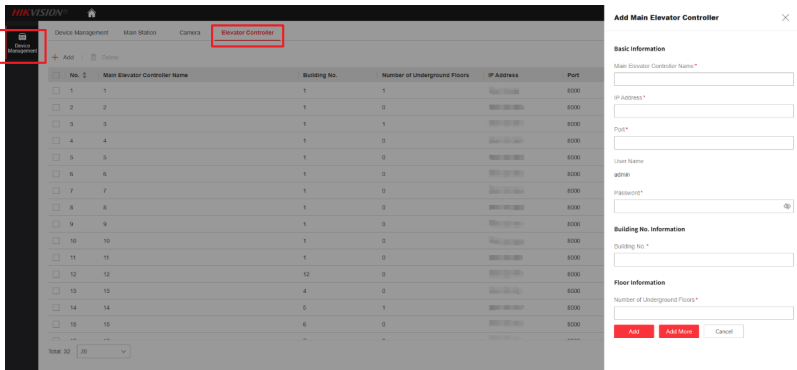 HIKVISION
Device Management
Device Management Main Station Camera Elevator Controller
+ Add Delete
No. Main Elevator Controller Name Building No. Number of Underground Floors IP Address Port
1 1 1 1 8000
2 2 1 0 8000
3 3 1 1 8000
4 4 1 0 8000
5 5 1 0 8000
6 6 1 0 8000
7 7 1 0 8000
8 8 1 0 8000
9 9 1 0 8000
10 10 1 0 8000
11 11 1 0 8000
12 12 12 0 8000
13 13 4 0 8000
14 14 5 1 8000
15 15 6 0 8000
Total: 32 20
Add Main Elevator Controller
Basic Information
Main Elevator Controller Name*
IP Address*
Port*
User Name
admin
Password*
Building No. Information
Building No.*
Floor Information
Number of Underground Floors*
Add Add More Cancel